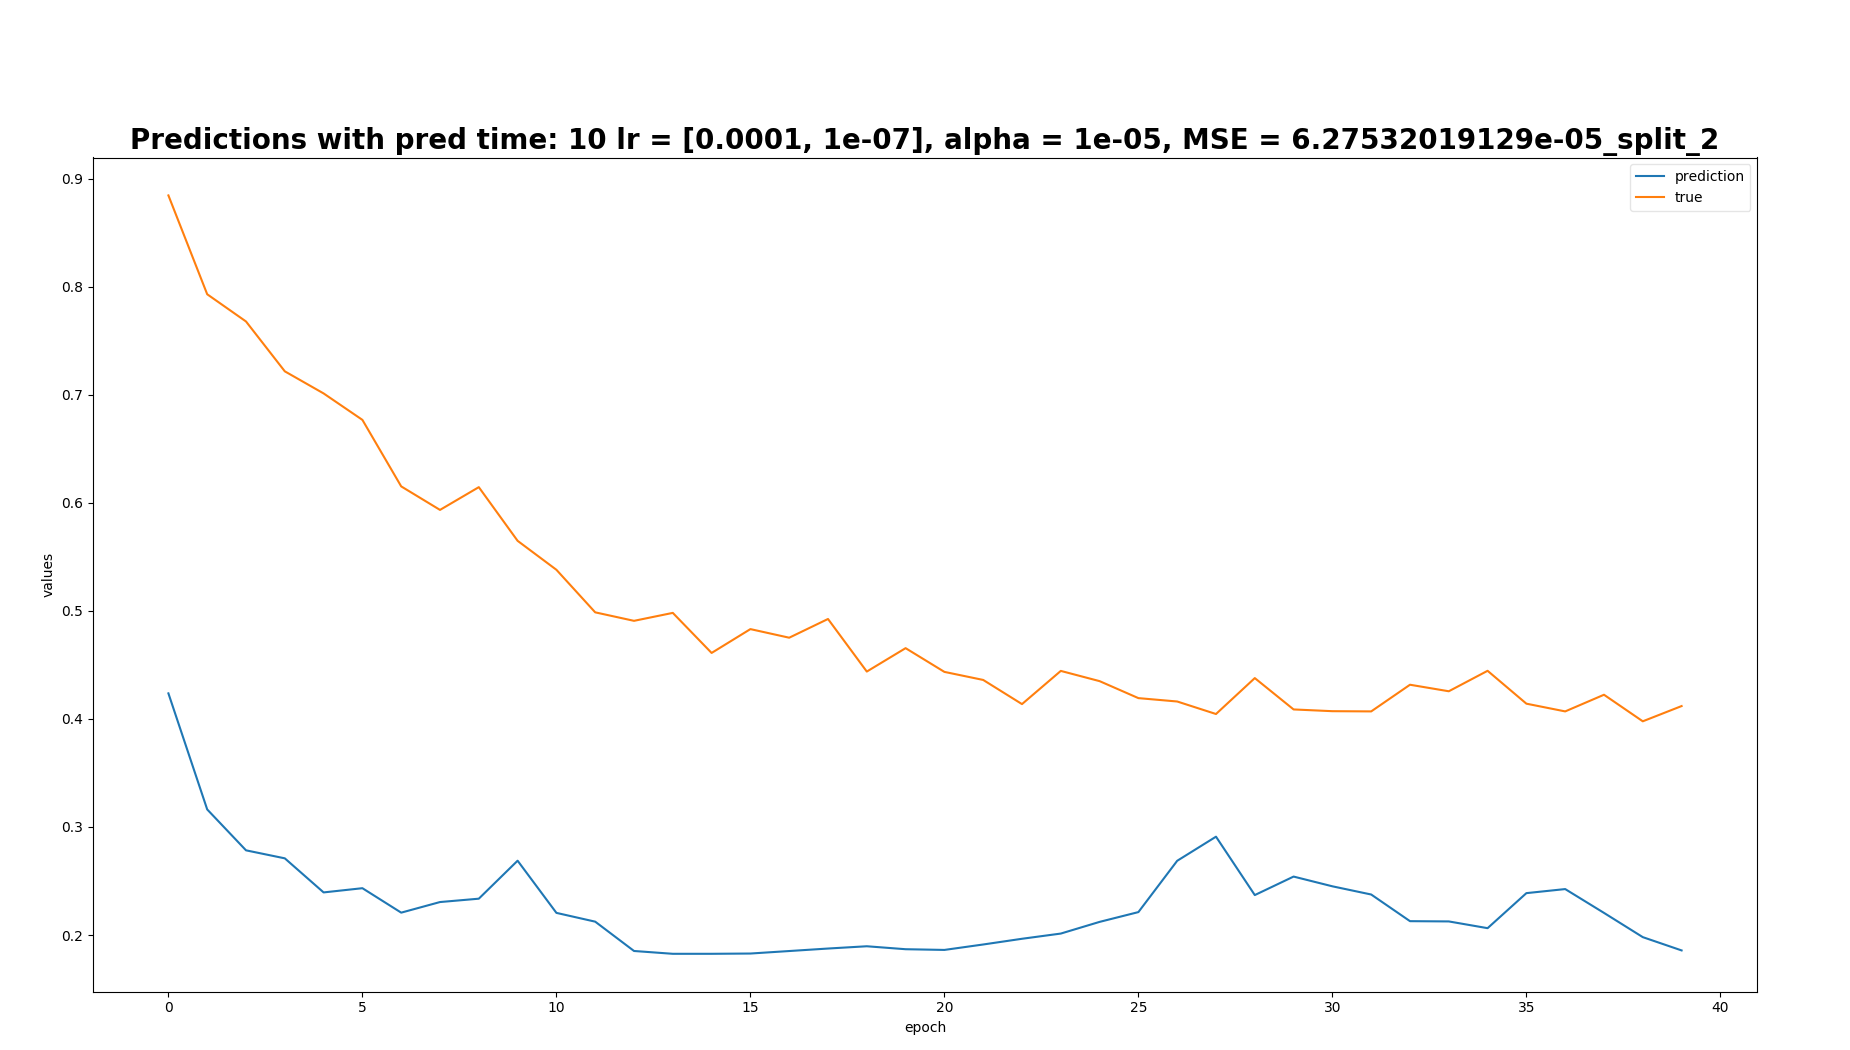 Predictions with pred time: 10 lr = [0.0001, 1e-07], alpha = 1e-05, MSE = 6.27532019129e-05_split_2
prediction
true
0.9
0.8
0.7
0.6
0.5
0.4
0.3
0.2
values
0 5 10 15 20 25 30 35 40
epoch